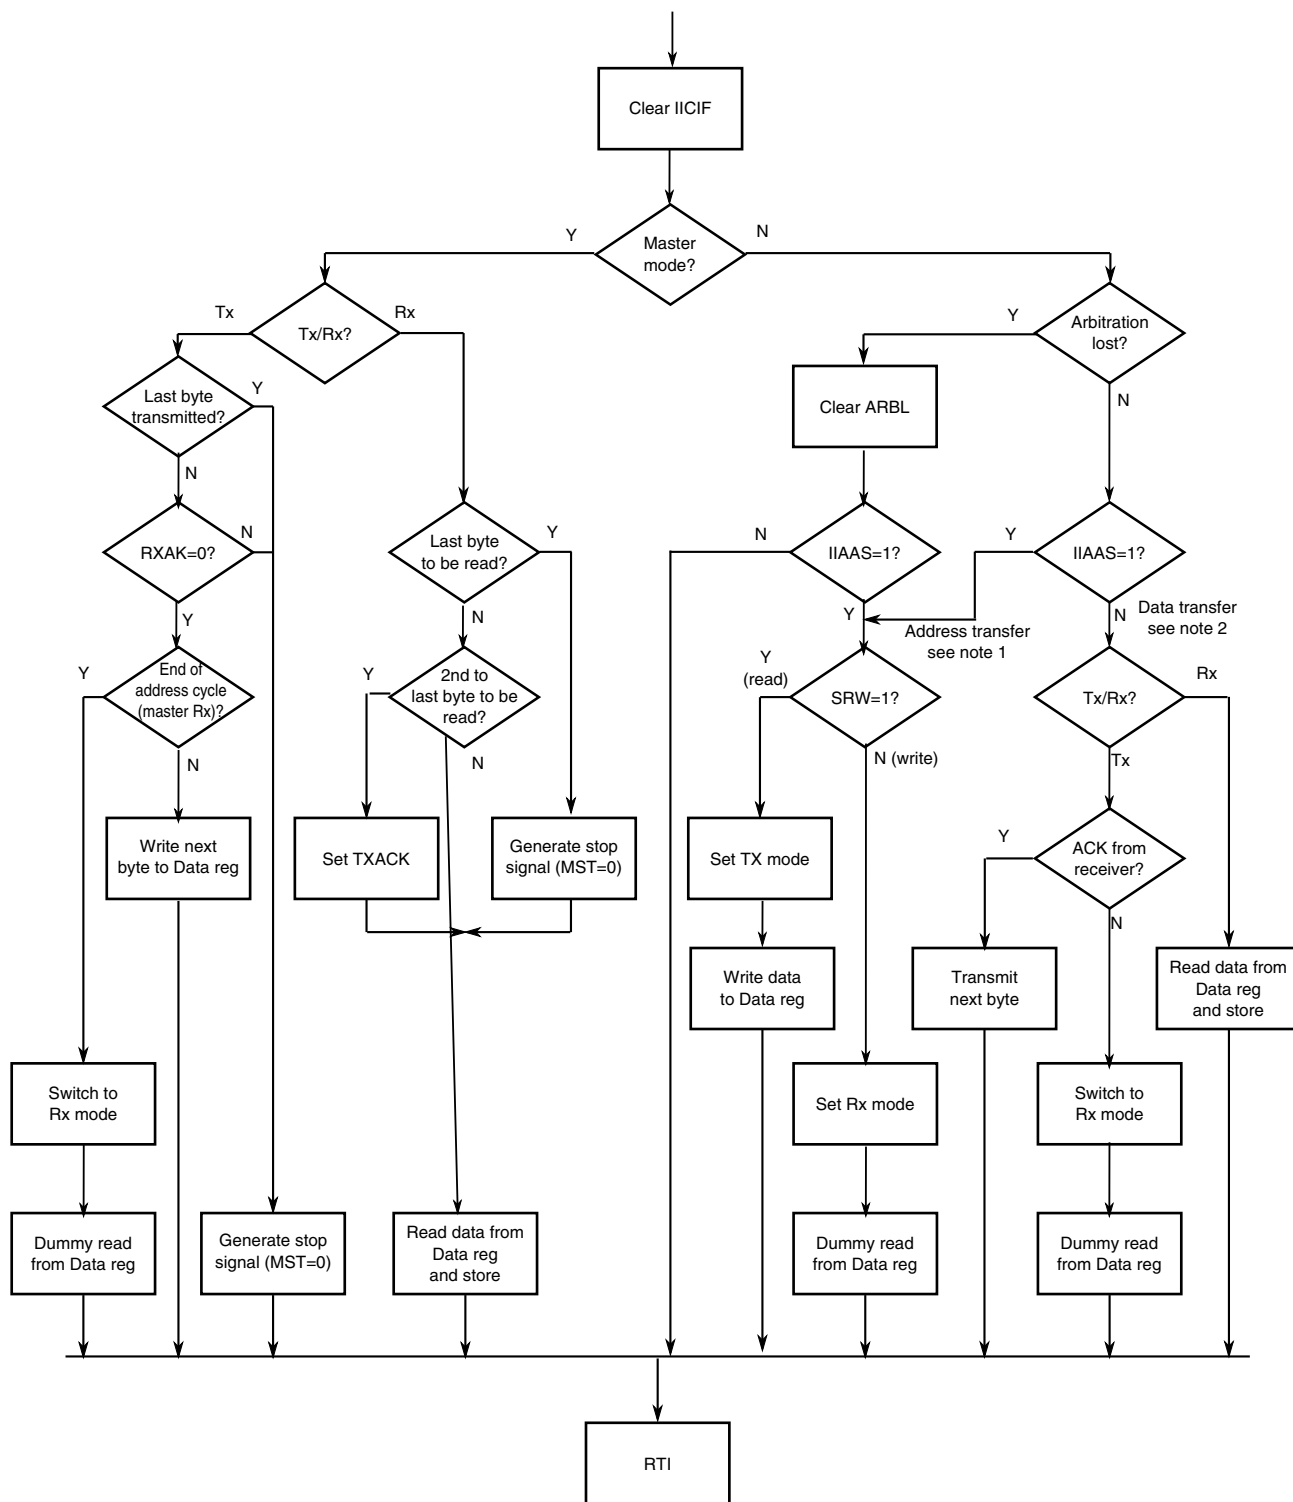 Clear IICIF
Master
mode?
Y
N
Tx/Rx?
Tx
Rx
Arbitration
lost?
Y
N
Last byte
transmitted?
Y
N
Clear ARBL
RXAK=0?
N
Y
Last byte
to be read?
Y
N
IIAAS=1?
N
Y
IIAAS=1?
Y
N
Address transfer
see note 1
Data transfer
see note 2
End of
address cycle
(master Rx)?
Y
N
2nd to
last byte to be
read?
Y
N
SRW=1?
Y
(read)
N (write)
Tx/Rx?
Rx
Tx
Write next
byte to Data reg
Set TXACK
Generate stop
signal (MST=0)
Set TX mode
ACK from
receiver?
Y
N
Write data
to Data reg
Transmit
next byte
Read data from
Data reg
and store
Switch to
Rx mode
Set Rx mode
Switch to
Rx mode
Dummy read
from Data reg
Generate stop
signal (MST=0)
Read data from
Data reg
and store
Dummy read
from Data reg
Dummy read
from Data reg
RTI